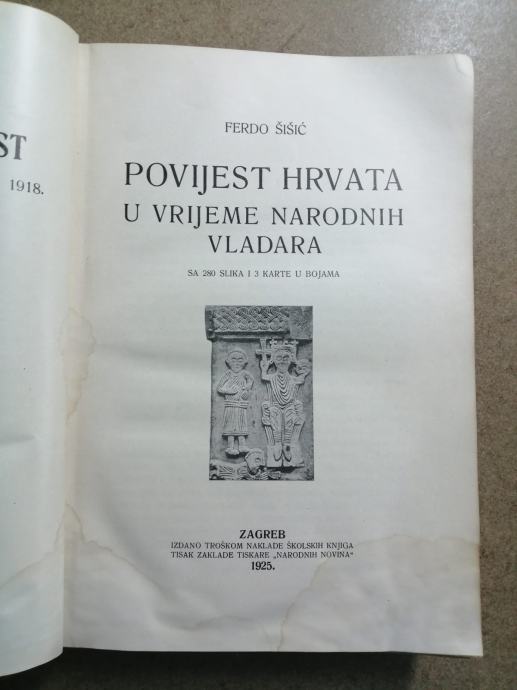 ST
1918.
FERDO ŠIŠIĆ
POVIJEST HRVATA
U VRIJEME NARODNIH
VLADARA
SA 280 SLIKA I 3 KARTE U BOJAMA
ZAGREB
IZDANO TROŠKOM NAKLADE ŠKOLSKIH KNJIGA
TISAK ZAKLADE TISKARE „NARODNIH NOVINA“
1925.